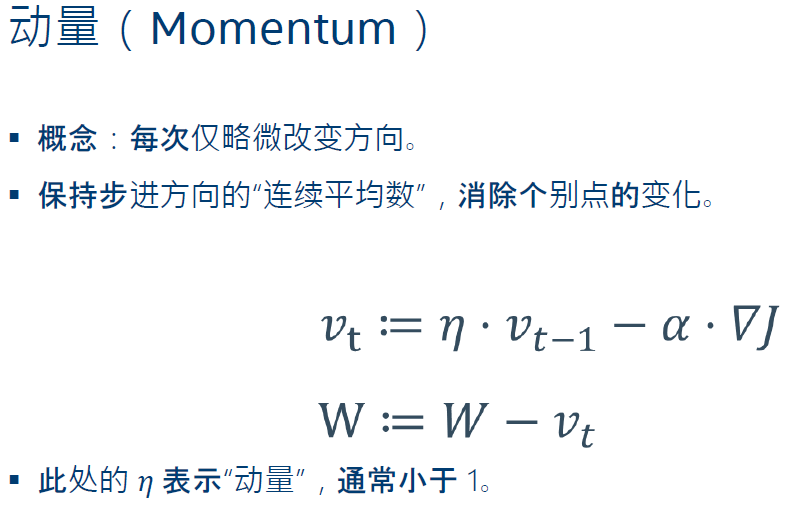 动量（Momentum）
▪ 概念：每次仅略微改变方向。
▪ 保持步进方向的“连续平均数”，消除个别点的变化。
𝑣t ≔ 𝜂 ∙ 𝑣𝑡−1 − 𝛼 ∙ 𝛻𝐽
W ≔ 𝑊 − 𝑣𝑡
▪ 此处的 𝜂 表示“动量”，通常小于 1。